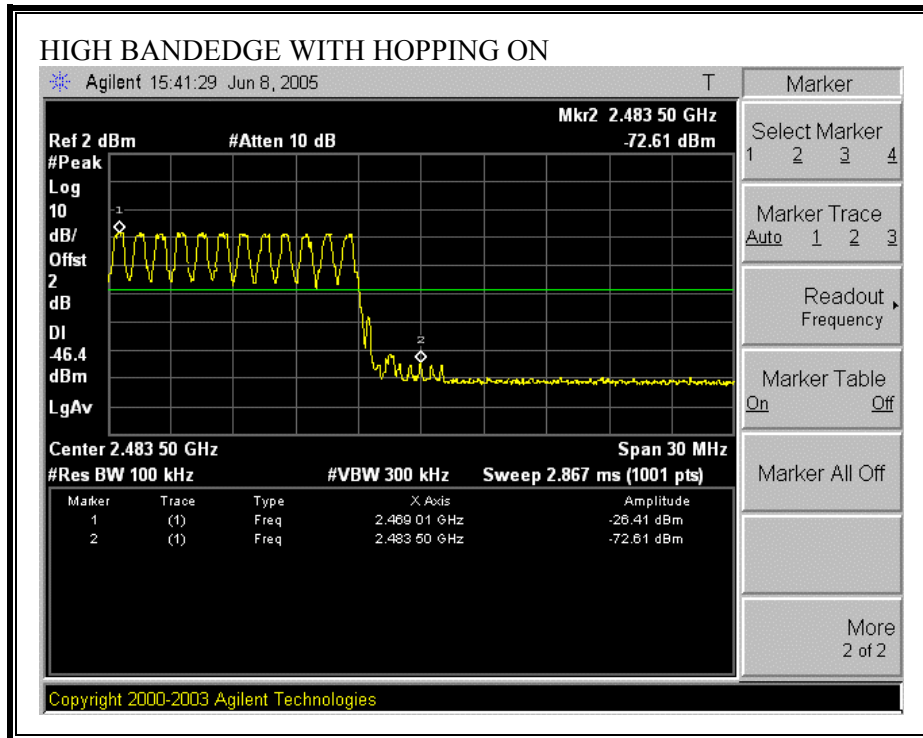 HIGH BANDEDGE WITH HOPPING ON
Agilent 15:41:29 Jun 8, 2005 T
Mkr2 2.483 50 GHz
Ref 2 dBm #Atten 10 dB -72.61 dBm
#Peak
Log
10
dB/
Offst
2
dB
DI
-46.4
dBm
LgAv
1
2
Center 2.483 50 GHz Span 30 MHz
#Res BW 100 kHz #VBW 300 kHz Sweep 2.867 ms (1001 pts)
Marker Trace Type X Axis Amplitude
1 (1) Freq 2.469 01 GHz -26.41 dBm
2 (1) Freq 2.483 50 GHz -72.61 dBm
Copyright 2000-2003 Agilent Technologies
Marker
Select Marker
1 2 3 4
Marker Trace
Auto 1 2 3
Readout
Frequency
Marker Table
On Off
Marker All Off
More
2 of 2